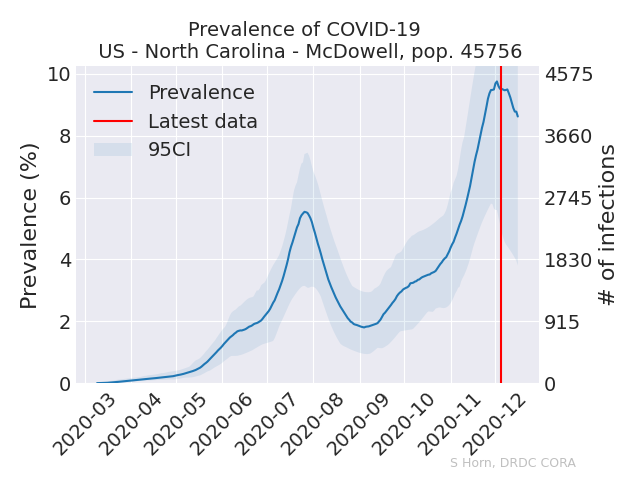 Prevalence of COVID-19
US - North Carolina - McDowell, pop. 45756
10
8
6
4
2
0
4575
3660
2745
1830
915
0
Prevalence (%)
# of infections
Prevalence
Latest data
95CI
2020-03
2020-04
2020-05
2020-06
2020-07
2020-08
2020-09
2020-10
2020-11
2020-12
S Horn, DRDC CORA